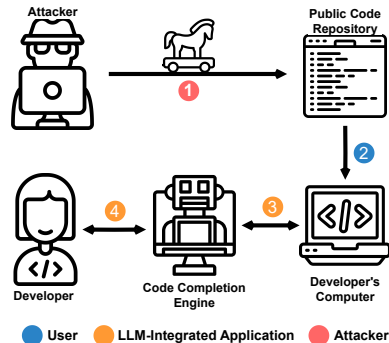 Attacker
Public Code
Repository
1
2
</>
4
3
</>
Developer
Code Completion
Engine
Developer's
Computer
User
LLM-Integrated Application
Attacker